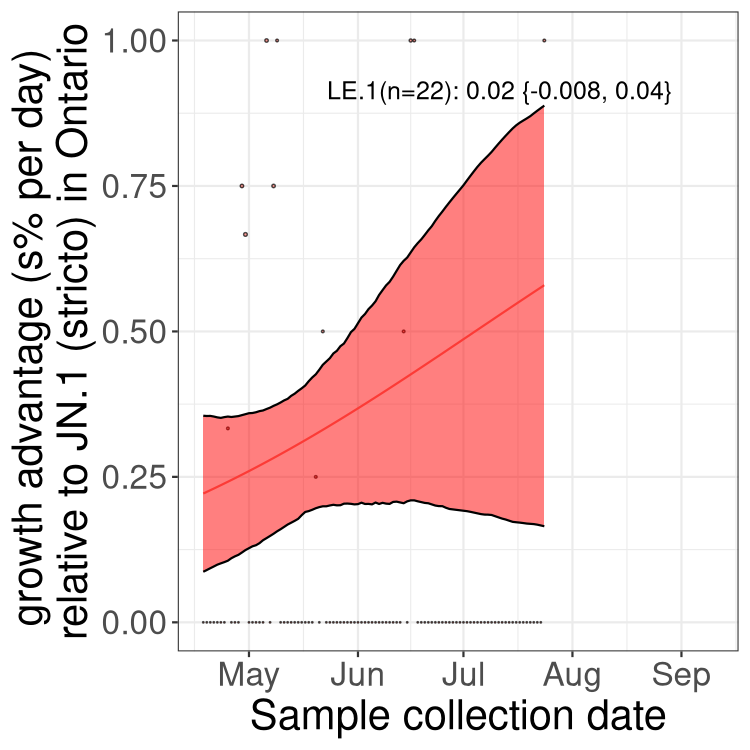 growth advantage (s% per day)
relative to JN.1 (stricto) in Ontario
1.00
0.75
0.50
0.25
0.00
LE.1(n=22): 0.02 {-0.008, 0.04}
May Jun Jul Aug Sep
Sample collection date